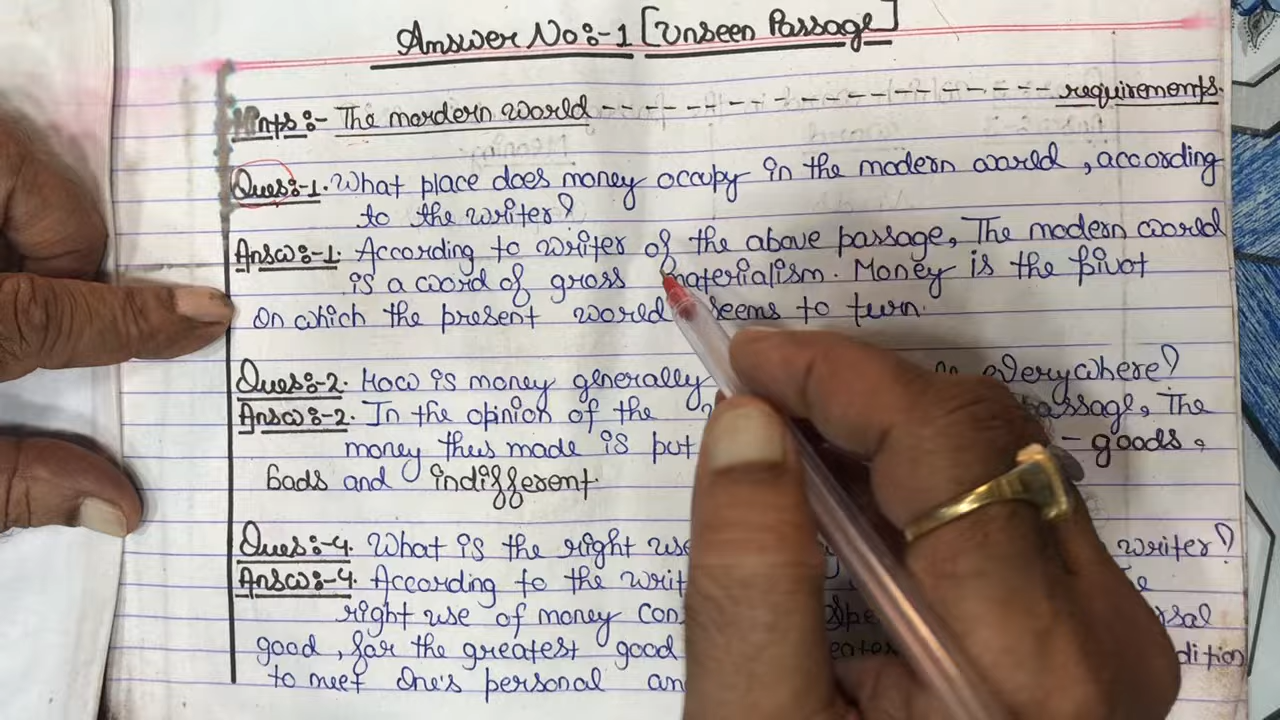 Answer No:-1 [Unseen Passage]
The mordern world ------------------ requirements.
Ques:-1. What place does money occupy in the modern world, according
to the writer?
Answ:-1. According to writer of the above passage, The modern world
is a word of gross materialism. Money is the pivot
on which the present world seems to turn.
Ques:-2. How is money generally everywhere?
Answ:-2. In the opinion of the passage, The
money thus made is put - goods,
bads and indifferent.
Ques:-4. What is the right use writer?
Answ:-4. According to the
right use of money
good, for the greatest good
to meet one's personal